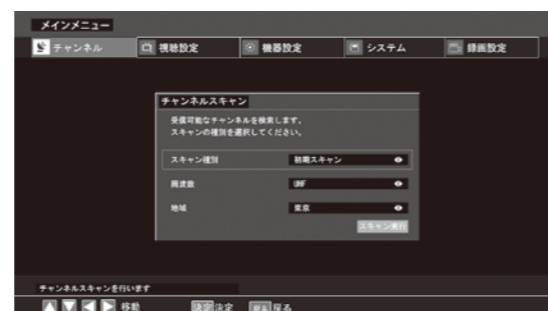 メインメニュー
チャンネル 視聴設定 機器設定 システム 録画設定
チャンネルスキャン
受信可能なチャンネルを検索します。
スキャンの種別を選択してください。
スキャン種別 初期スキャン
周波数 UHF
地域 東京
スキャン実行
チャンネルスキャンを行います
移動 決定 決定 戻る 戻る